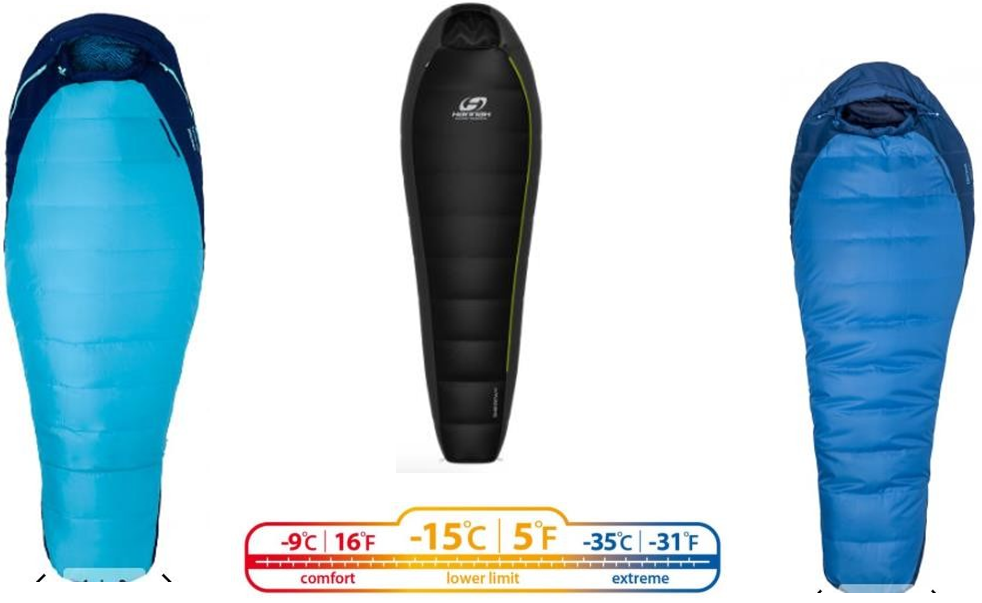 HANNAH
-9°C | 16°F
-15°C | 5°F
-35°C | -31°F
comfort
lower limit
extreme